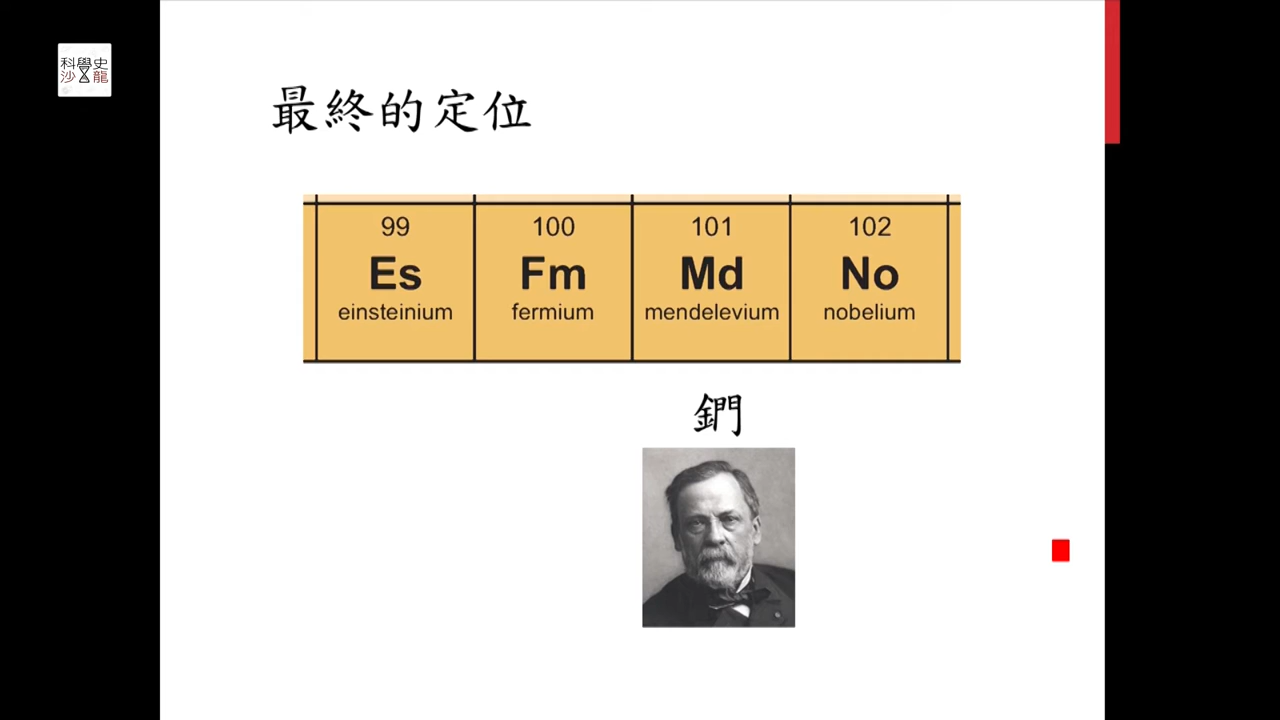 科學史
沙龍
最終的定位
99 100 101 102
Es Fm Md No
einsteinium fermium mendelevium nobelium
鍆